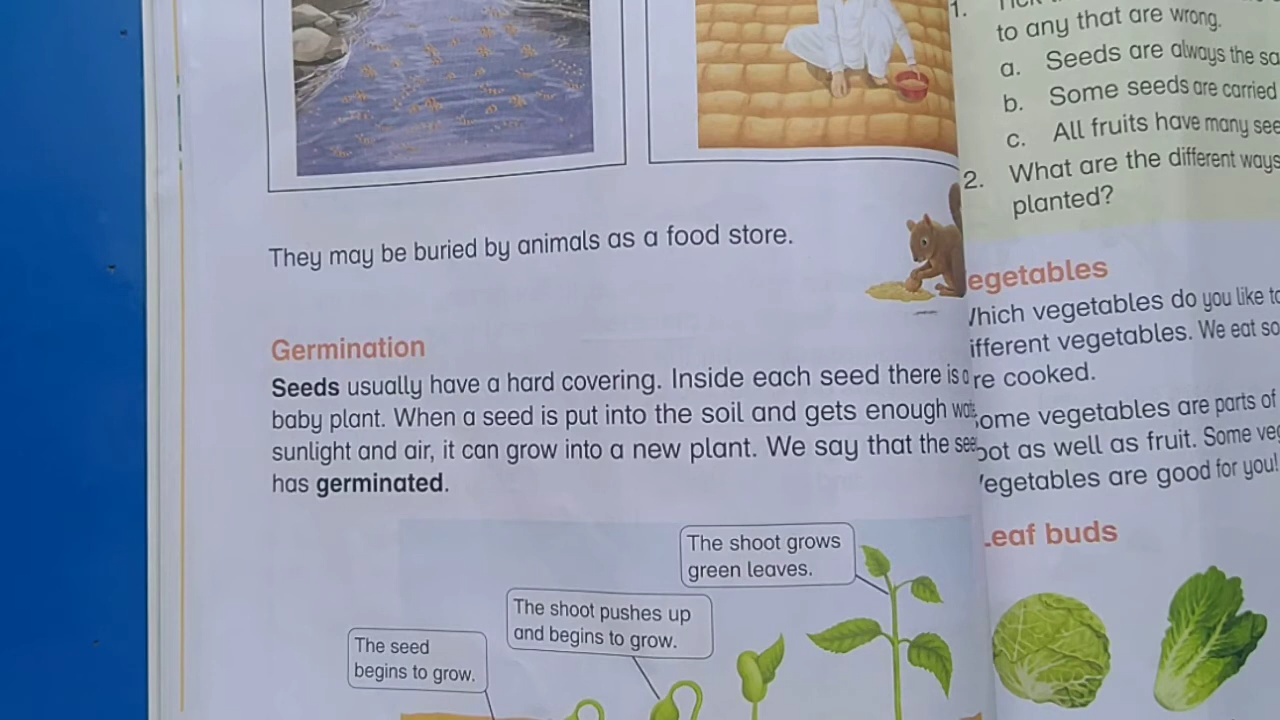 They may be buried by animals as a food store.
Germination
Seeds usually have a hard covering. Inside each seed there is a
baby plant. When a seed is put into the soil and gets enough
sunlight and air, it can grow into a new plant. We say that the
has germinated.
The shoot grows
green leaves.
The shoot pushes up
and begins to grow.
The seed
begins to grow.
1.
to any that are wrong.
a. Seeds are always the
b. Some seeds are carried
c. All fruits have many
2. What are the different ways
planted?
egetables
hich vegetables do you like
ifferent vegetables. We eat
re cooked.
ome vegetables are parts of
oot as well as fruit. Some
egetables are good for you!
eaf buds